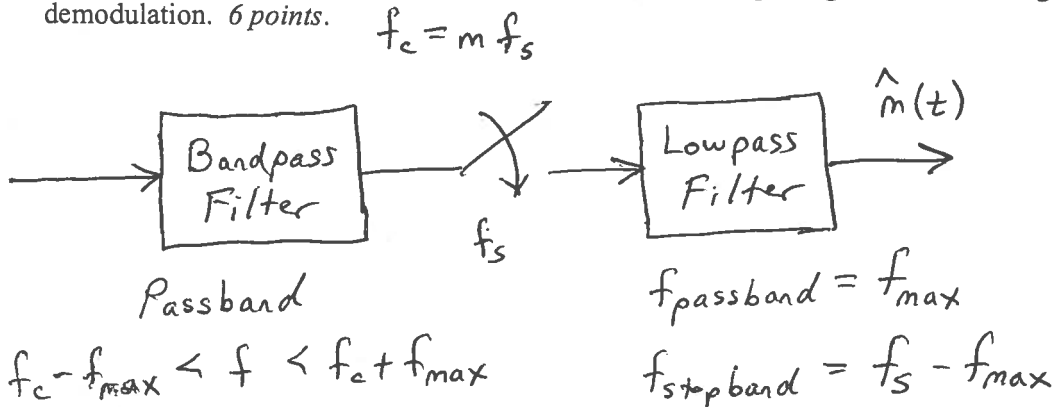 demodulation. 6 points.
f_c = m f_s
Bandpass
Filter
f_s
Lowpass
Filter
m̂(t)
Passband
f_c - f_max < f < f_c + f_max
f_passband = f_max
f_stopband = f_s - f_max